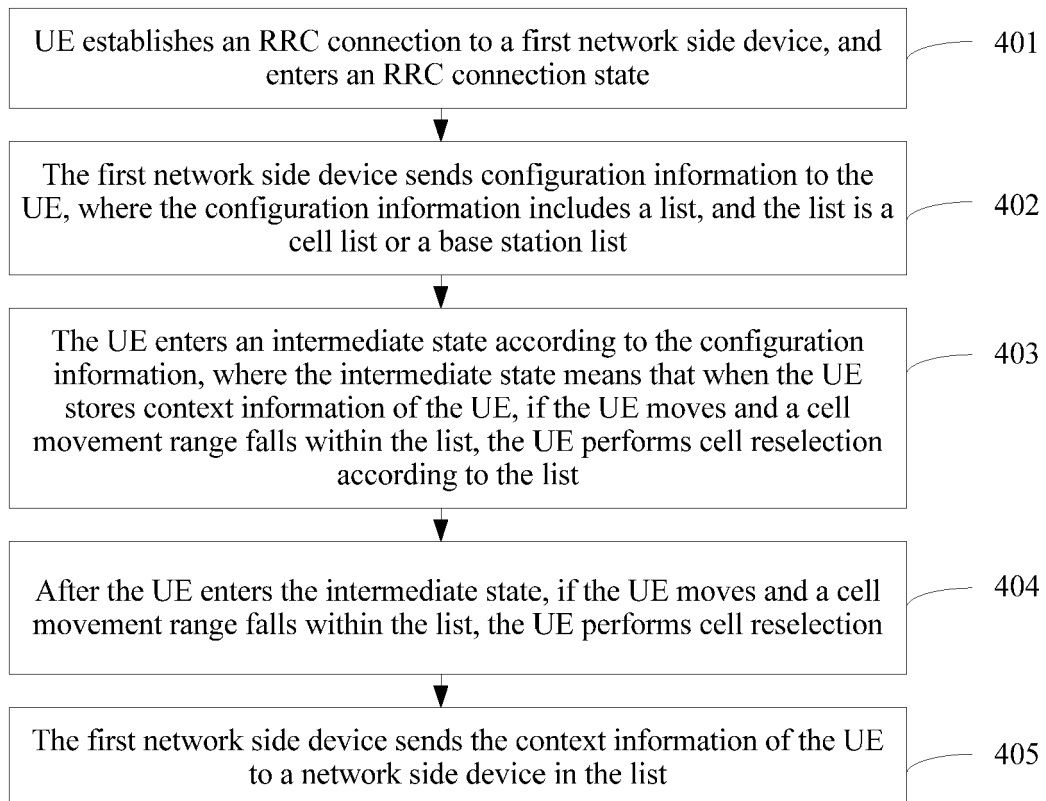 UE establishes an RRC connection to a first network side device, and
enters an RRC connection state
401
The first network side device sends configuration information to the
UE, where the configuration information includes a list, and the list is a
cell list or a base station list
402
The UE enters an intermediate state according to the configuration
information, where the intermediate state means that when the UE
stores context information of the UE, if the UE moves and a cell
movement range falls within the list, the UE performs cell reselection
according to the list
403
After the UE enters the intermediate state, if the UE moves and a cell
movement range falls within the list, the UE performs cell reselection
404
The first network side device sends the context information of the UE
to a network side device in the list
405